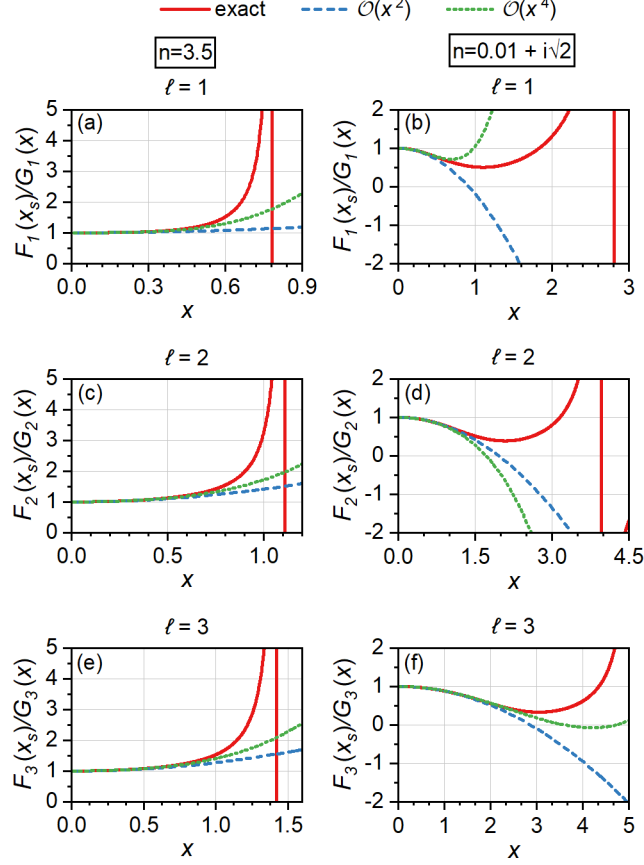 exact O(x²) O(x⁴)
n=3.5 n=0.01 + i√2
ℓ = 1 ℓ = 1
(a) (b)
F₁(xₛ)/G₁(x) F₁(xₛ)/G₁(x)
5 4 3 2 1 0
2 1 0 -1 -2
0.0 0.3 0.6 0.9 0 1 2 3
x x
ℓ = 2 ℓ = 2
(c) (d)
F₂(xₛ)/G₂(x) F₂(xₛ)/G₂(x)
5 4 3 2 1 0
2 1 0 -1 -2
0.0 0.5 1.0 0.0 1.5 3.0 4.5
x x
ℓ = 3 ℓ = 3
(e) (f)
F₃(xₛ)/G₃(x) F₃(xₛ)/G₃(x)
5 4 3 2 1 0
2 1 0 -1 -2
0.0 0.5 1.0 1.5 0 1 2 3 4 5
x x